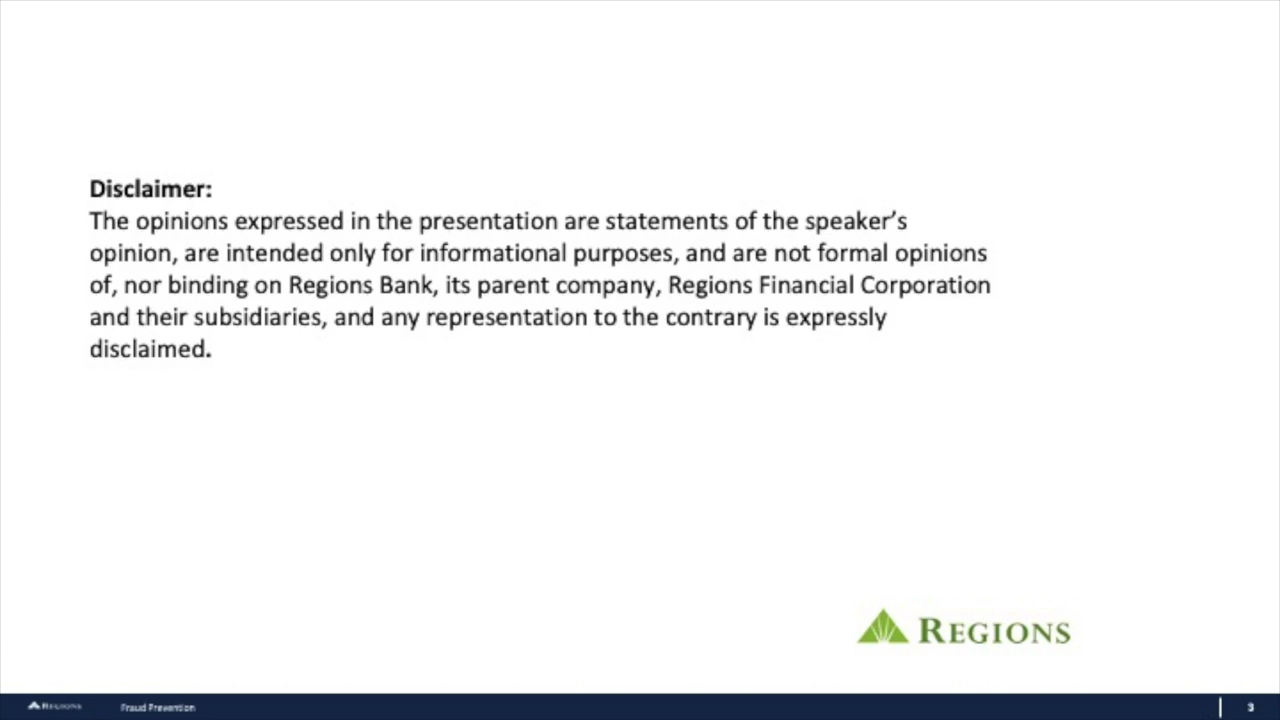 Disclaimer:
The opinions expressed in the presentation are statements of the speaker’s
opinion, are intended only for informational purposes, and are not formal opinions
of, nor binding on Regions Bank, its parent company, Regions Financial Corporation
and their subsidiaries, and any representation to the contrary is expressly
disclaimed.
REGIONS
REGIONS
Fraud Prevention
3